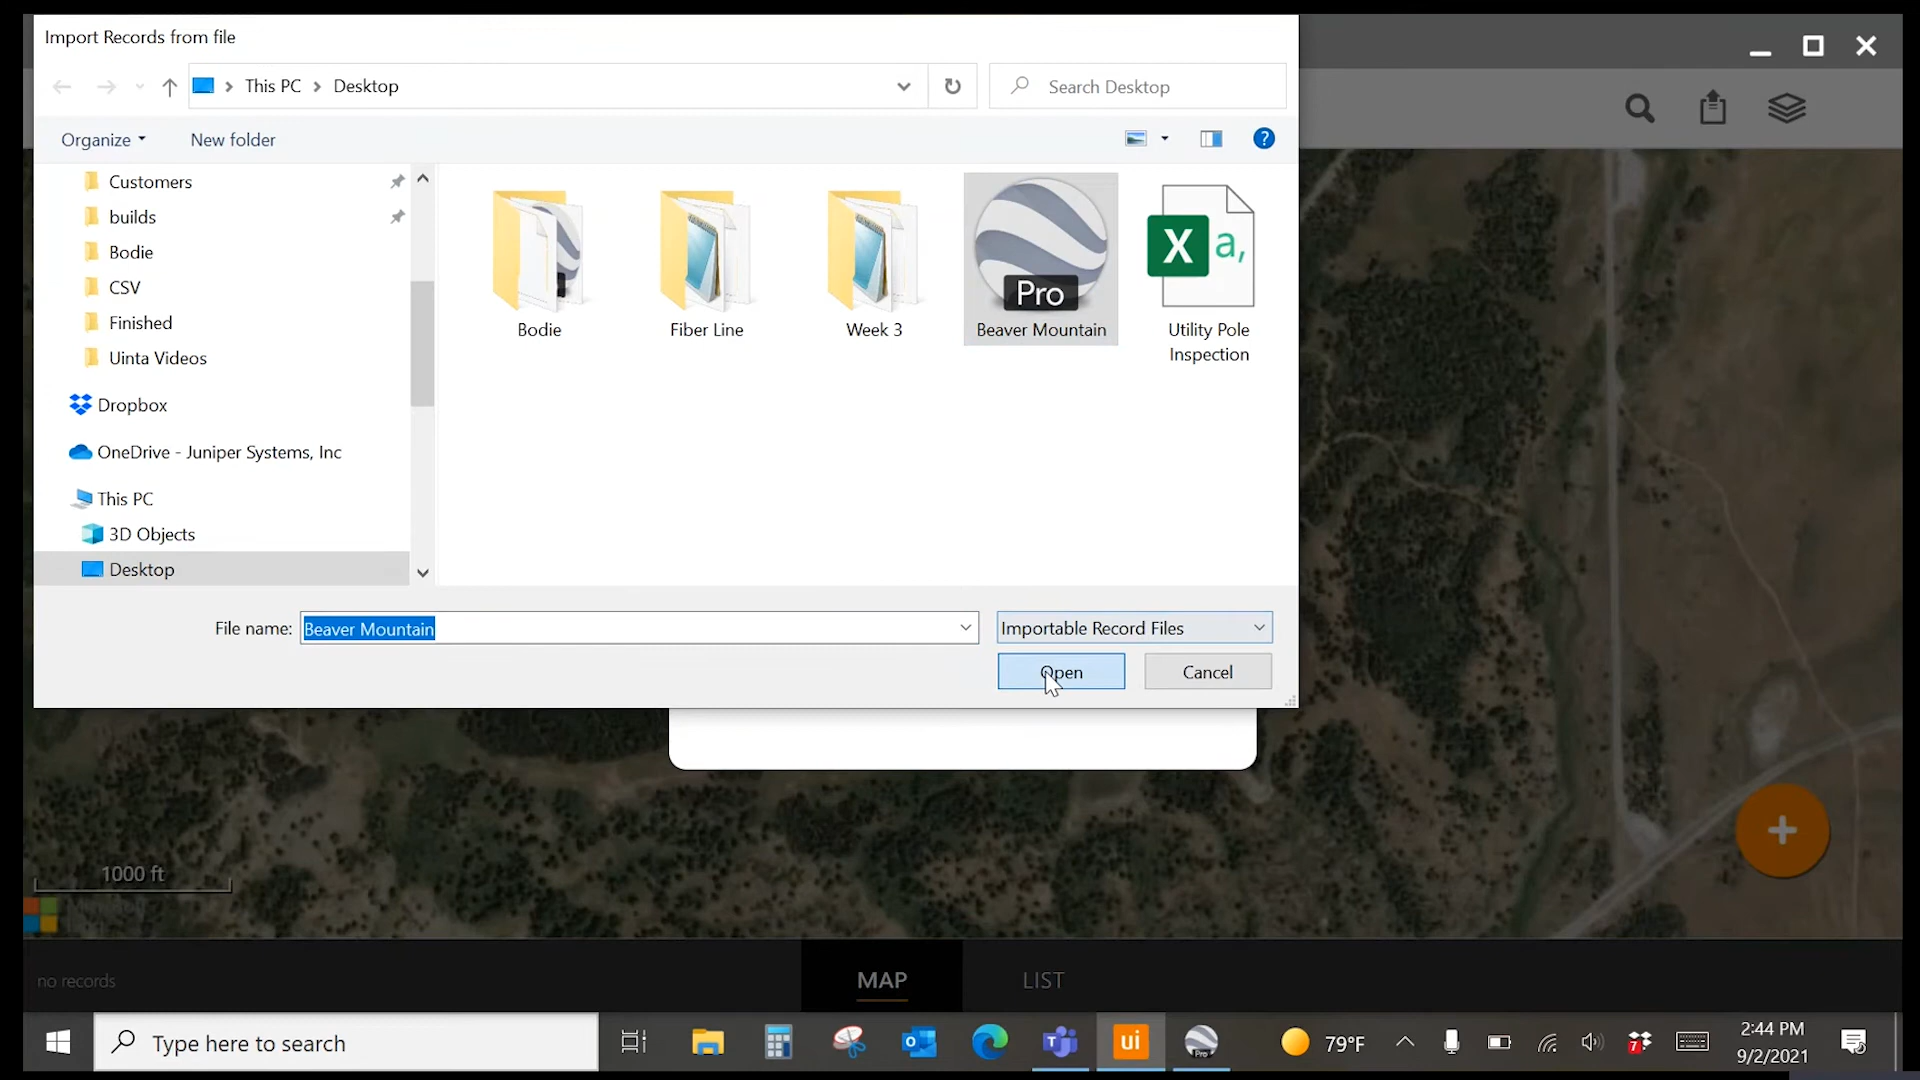 Import Records from file
This PC
Desktop
Search Desktop
Organize
New folder
?
Customers
builds
Bodie
CSV
Finished
Uinta Videos
Dropbox
OneDrive - Juniper Systems, Inc
This PC
3D Objects
Desktop
Bodie
Fiber Line
Week 3
Pro
Beaver Mountain
X a,
Utility Pole
Inspection
File name:
Beaver Mountain
Importable Record Files
Open
Cancel
1000 ft
no records
MAP
LIST
Type here to search
ui
Pro
79°F
7
2:44 PM
9/2/2021